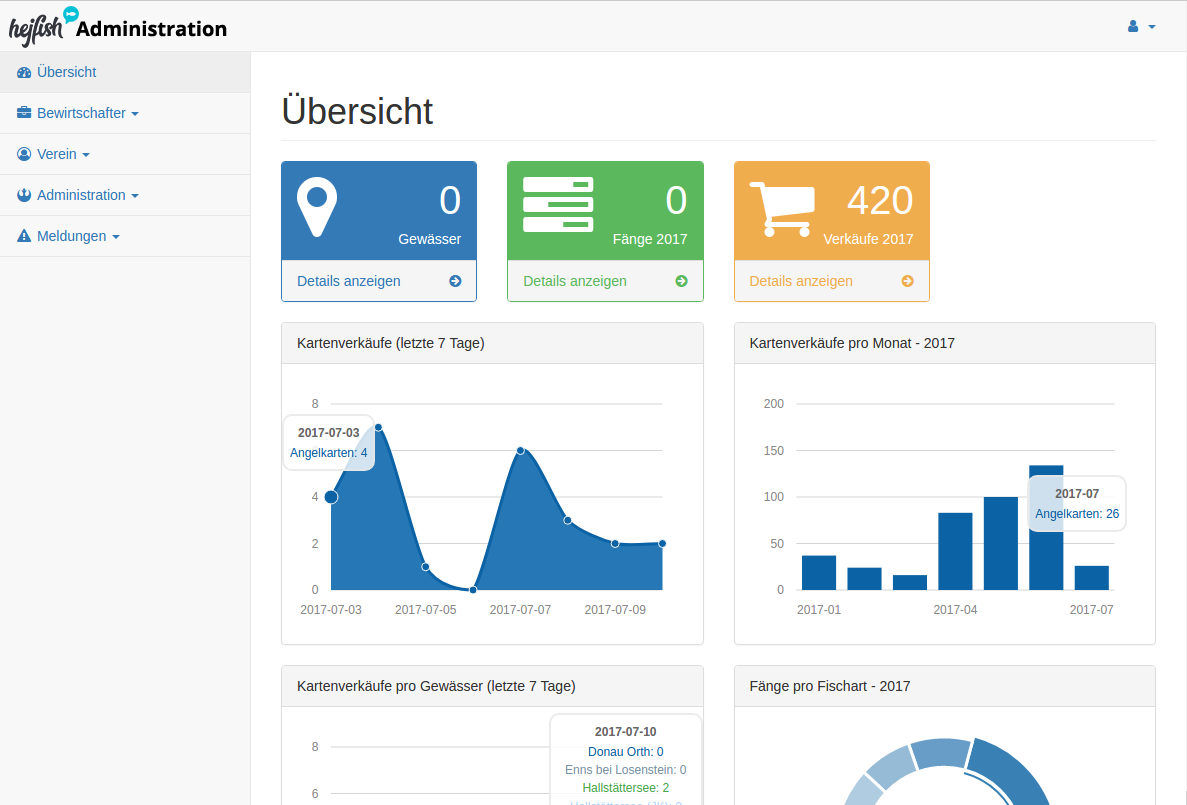 hejfish Administration
Übersicht
Bewirtschafter
Verein
Administration
Meldungen
Übersicht
0
Gewässer
Details anzeigen
0
Fänge 2017
Details anzeigen
420
Verkäufe 2017
Details anzeigen
Kartenverkäufe (letzte 7 Tage)
8
2017-07-03
Angelkarten: 4
4
2
0
2017-07-03 2017-07-05 2017-07-07 2017-07-09
Kartenverkäufe pro Monat - 2017
200
150
100
2017-07
Angelkarten: 26
50
0
2017-01 2017-04 2017-07
Kartenverkäufe pro Gewässer (letzte 7 Tage)
8
6
2017-07-10
Donau Orth: 0
Enns bei Losenstein: 0
Hallstättersee: 2
Fänge pro Fischart - 2017